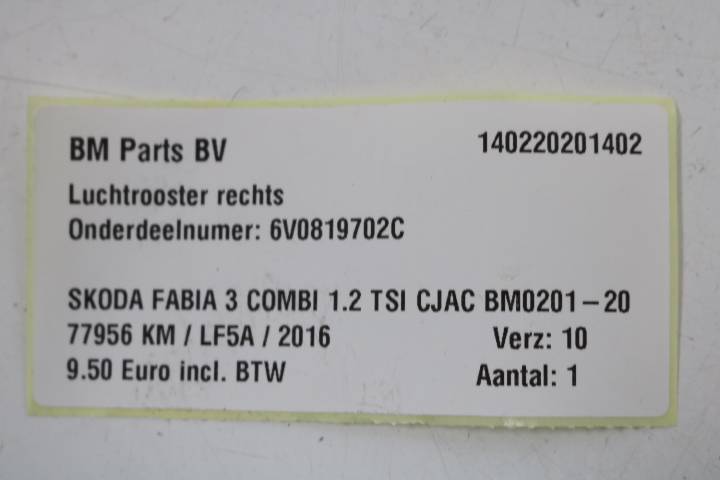 BM Parts BV 140220201402
Luchtrooster rechts
Onderdeelnumer: 6V0819702C
SKODA FABIA 3 COMBI 1.2 TSI CJAC BM0201-20
77956 KM / LF5A / 2016 Verz: 10
9.50 Euro incl. BTW Aantal: 1